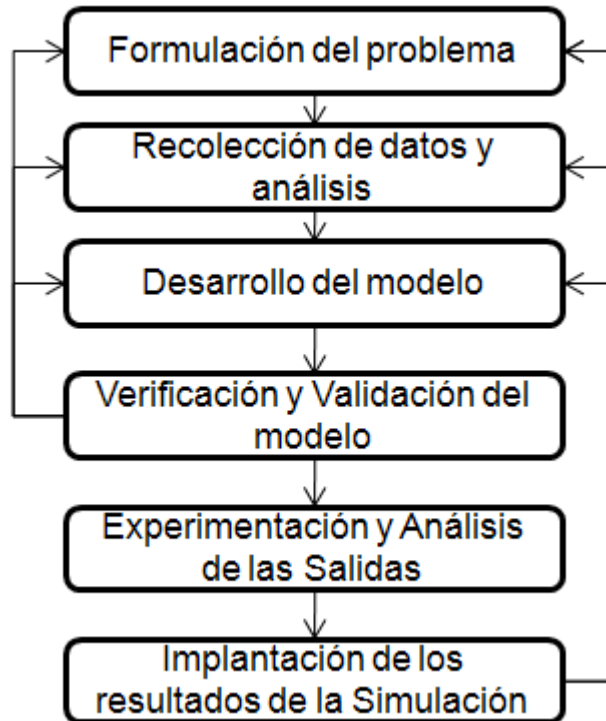 Formulación del problema
Recolección de datos y
análisis
Desarrollo del modelo
Verificación y Validación del
modelo
Experimentación y Análisis
de las Salidas
Implantación de los
resultados de la Simulación